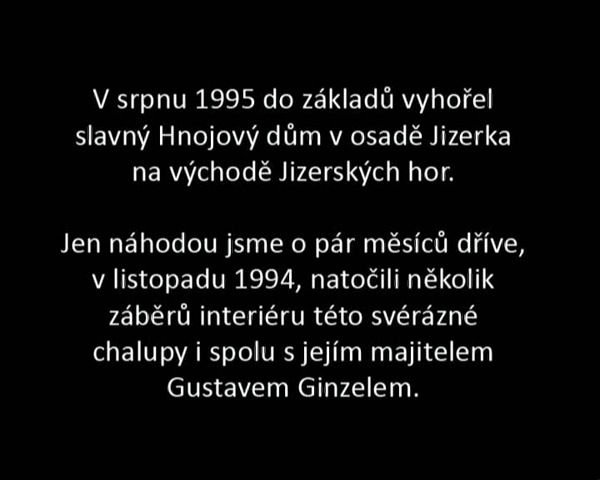 V srpnu 1995 do základů vyhořel
slavný Hnojový dům v osadě Jizerka
na východě Jizerských hor.
Jen náhodou jsme o pár měsíců dříve,
v listopadu 1994, natočili několik
záběrů interiéru této svérázné
chalupy i spolu s jejím majitelem
Gustavem Ginzelem.